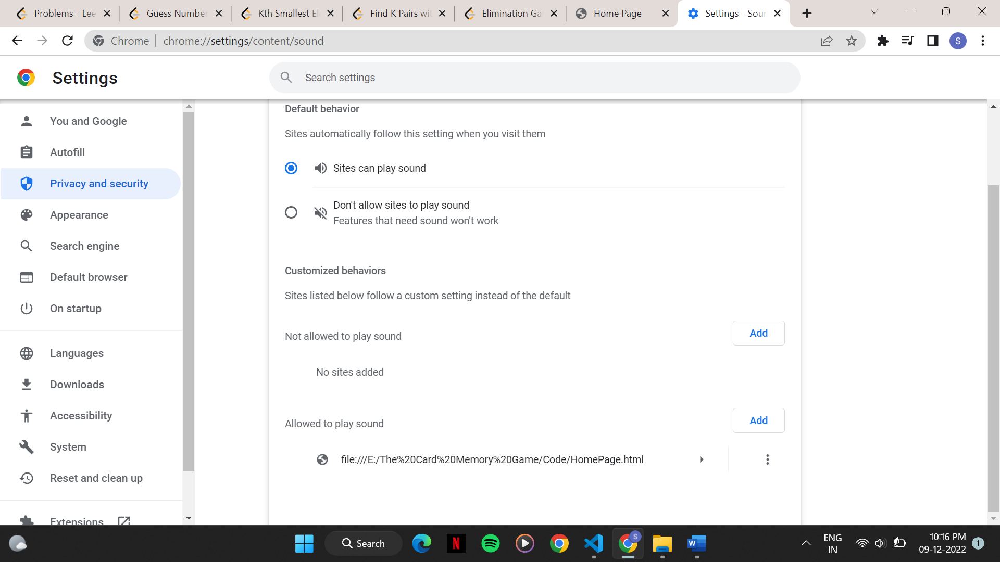 Problems - Lee
Guess Number
Kth Smallest El
Find K Pairs wit
Elimination Gar
Home Page
Settings - Sour
Chrome
chrome://settings/content/sound
S
Settings
Search settings
You and Google
Autofill
Privacy and security
Appearance
Search engine
Default browser
On startup
Languages
Downloads
Accessibility
System
Reset and clean up
Extensions
Default behavior
Sites automatically follow this setting when you visit them
Sites can play sound
Don't allow sites to play sound
Features that need sound won't work
Customized behaviors
Sites listed below follow a custom setting instead of the default
Not allowed to play sound
Add
No sites added
Allowed to play sound
Add
file:///E:/The%20Card%20Memory%20Game/Code/HomePage.html
Search
N
S
W
ENG
IN
10:16 PM
09-12-2022
1